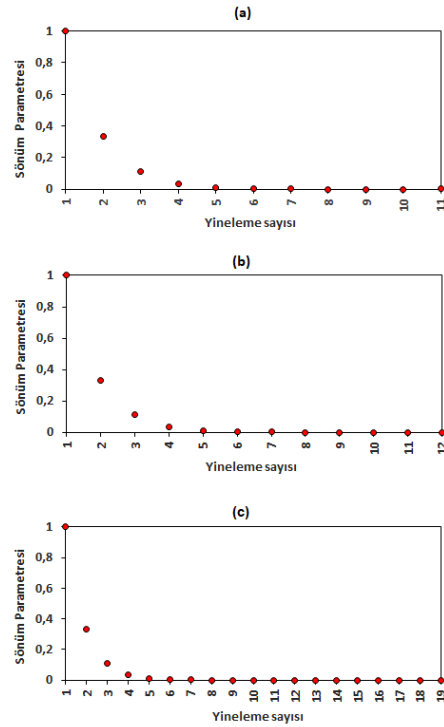 (a)
Sönüm Parametresi
1
0,8
0,6
0,4
0,2
0
1 2 3 4 5 6 7 8 9 10 11
Yineleme sayısı
(b)
Sönüm Parametresi
1
0,8
0,6
0,4
0,2
0
1 2 3 4 5 6 7 8 9 10 11 12
Yineleme sayısı
(c)
Sönüm Parametresi
1
0,8
0,6
0,4
0,2
0
1 2 3 4 5 6 7 8 9 10 11 12 13 14 15 16 17 18 19
Yineleme sayısı